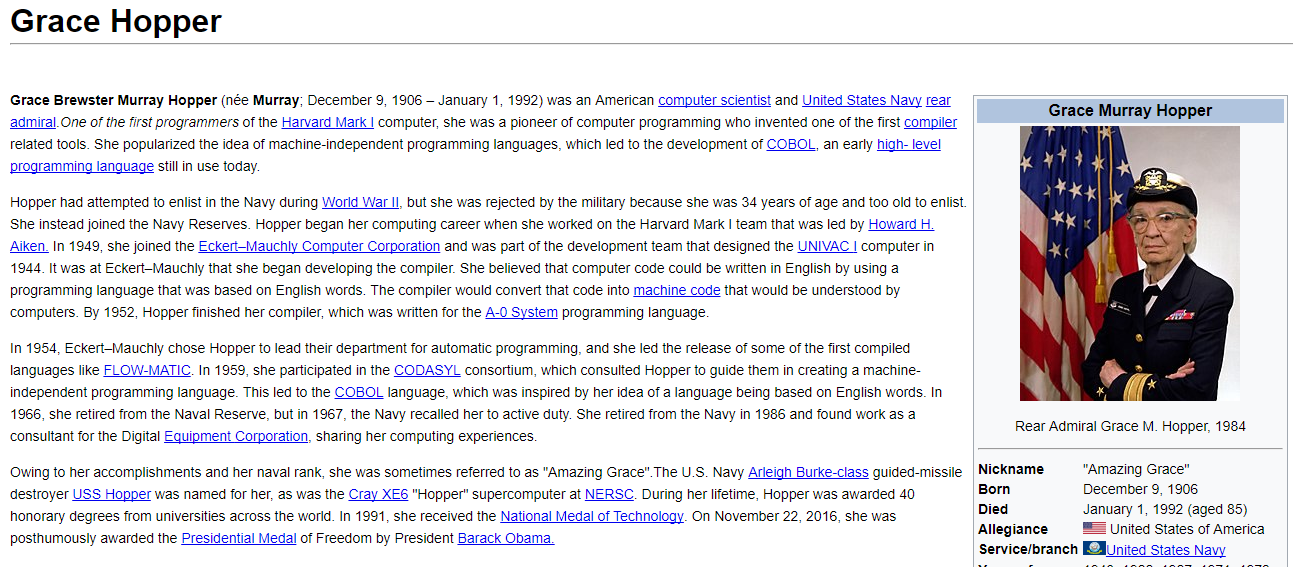 Grace Hopper
Grace Brewster Murray Hopper (née Murray; December 9, 1906 – January 1, 1992) was an American computer scientist and United States Navy rear
admiral.One of the first programmers of the Harvard Mark I computer, she was a pioneer of computer programming who invented one of the first compiler
related tools. She popularized the idea of machine-independent programming languages, which led to the development of COBOL, an early high- level
programming language still in use today.
Hopper had attempted to enlist in the Navy during World War II, but she was rejected by the military because she was 34 years of age and too old to enlist.
She instead joined the Navy Reserves. Hopper began her computing career when she worked on the Harvard Mark I team that was led by Howard H.
Aiken. In 1949, she joined the Eckert–Mauchly Computer Corporation and was part of the development team that designed the UNIVAC I computer in
1944. It was at Eckert–Mauchly that she began developing the compiler. She believed that computer code could be written in English by using a
programming language that was based on English words. The compiler would convert that code into machine code that would be understood by
computers. By 1952, Hopper finished her compiler, which was written for the A-0 System programming language.
In 1954, Eckert–Mauchly chose Hopper to lead their department for automatic programming, and she led the release of some of the first compiled
languages like FLOW-MATIC. In 1959, she participated in the CODASYL consortium, which consulted Hopper to guide them in creating a machine-
independent programming language. This led to the COBOL language, which was inspired by her idea of a language being based on English words. In
1966, she retired from the Naval Reserve, but in 1967, the Navy recalled her to active duty. She retired from the Navy in 1986 and found work as a
consultant for the Digital Equipment Corporation, sharing her computing experiences.
Owing to her accomplishments and her naval rank, she was sometimes referred to as "Amazing Grace".The U.S. Navy Arleigh Burke-class guided-missile
destroyer USS Hopper was named for her, as was the Cray XE6 "Hopper" supercomputer at NERSC. During her lifetime, Hopper was awarded 40
honorary degrees from universities across the world. In 1991, she received the National Medal of Technology. On November 22, 2016, she was
posthumously awarded the Presidential Medal of Freedom by President Barack Obama.
Grace Murray Hopper
Rear Admiral Grace M. Hopper, 1984
Nickname "Amazing Grace"
Born December 9, 1906
Died January 1, 1992 (aged 85)
Allegiance United States of America
Service/branch United States Navy